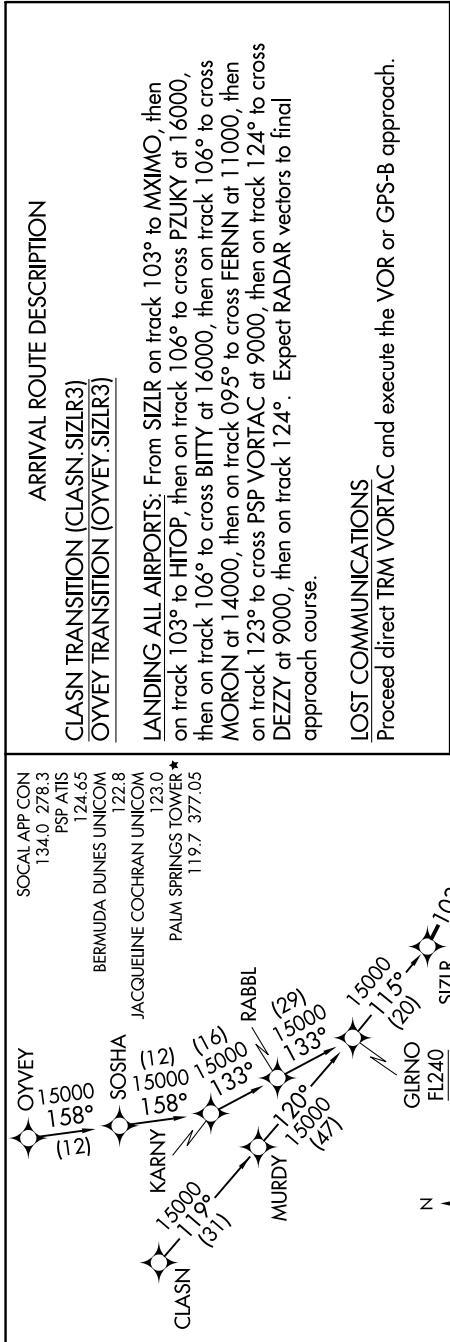 ARRIVAL ROUTE DESCRIPTION
CLASN TRANSITION (CLASN.SIZLR3)
OYVEY TRANSITION (OYVEY.SIZLR3)
LANDING ALL AIRPORTS: From SIZLR on track 103° to MXIMO, then
on track 103° to HITOP, then on track 106° to cross PZUKY at 16000,
then on track 106° to cross BITTY at 16000, then on track 106° to cross
MORON at 14000, then on track 095° to cross FERNN at 11000, then
on track 123° to cross PSP VORTAC at 9000, then on track 124° to cross
DEZZY at 9000, then on track 124°. Expect RADAR vectors to final
approach course.
LOST COMMUNICATIONS
Proceed direct TRM VORTAC and execute the VOR or GPS-B approach.
SOCAL APP CON
134.0 278.3
PSP ATIS
124.65
BERMUDA DUNES UNICOM
122.8
JACQUELINE COCHRAN UNICOM
123.0
PALM SPRINGS TOWER★
119.7 377.05
OYVEY
15000
158°
(12)
SOSHA
15000
158°
(12)
KARNY
15000
133°
(16)
RABBL
15000
133°
(29)
CLASN
15000
119°
(31)
MURDY
120°
15000
(47)
GLRNO
FL240
15000
115°
(20)
SIZLR
103
N